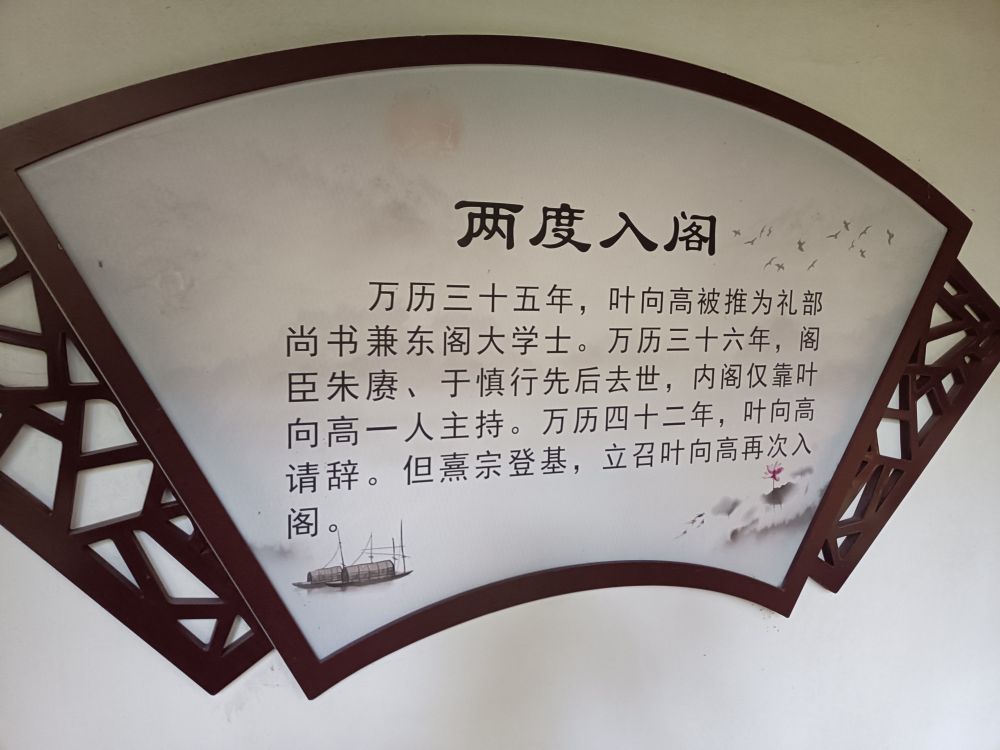 两度入阁
万历三十五年，叶向高被推为礼部
尚书兼东阁大学士。万历三十六年，阁
臣朱赓、于慎行先后去世，内阁仅靠叶
向高一人主持。万历四十二年，叶向高
请辞。但熹宗登基，立召叶向高再次入
阁。